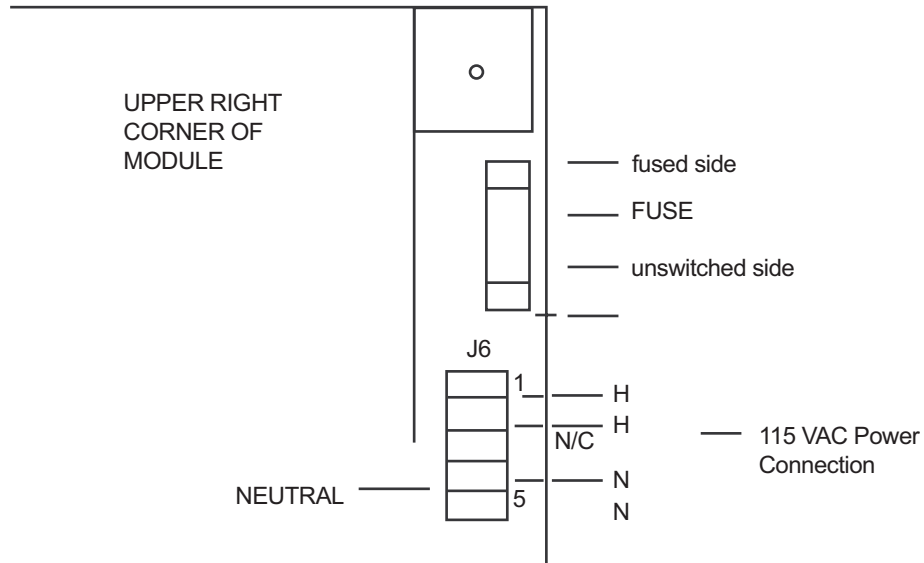 UPPER RIGHT
CORNER OF
MODULE
fused side
FUSE
unswitched side
J6
1
H
H
N/C
115 VAC Power
Connection
N
NEUTRAL
5
N